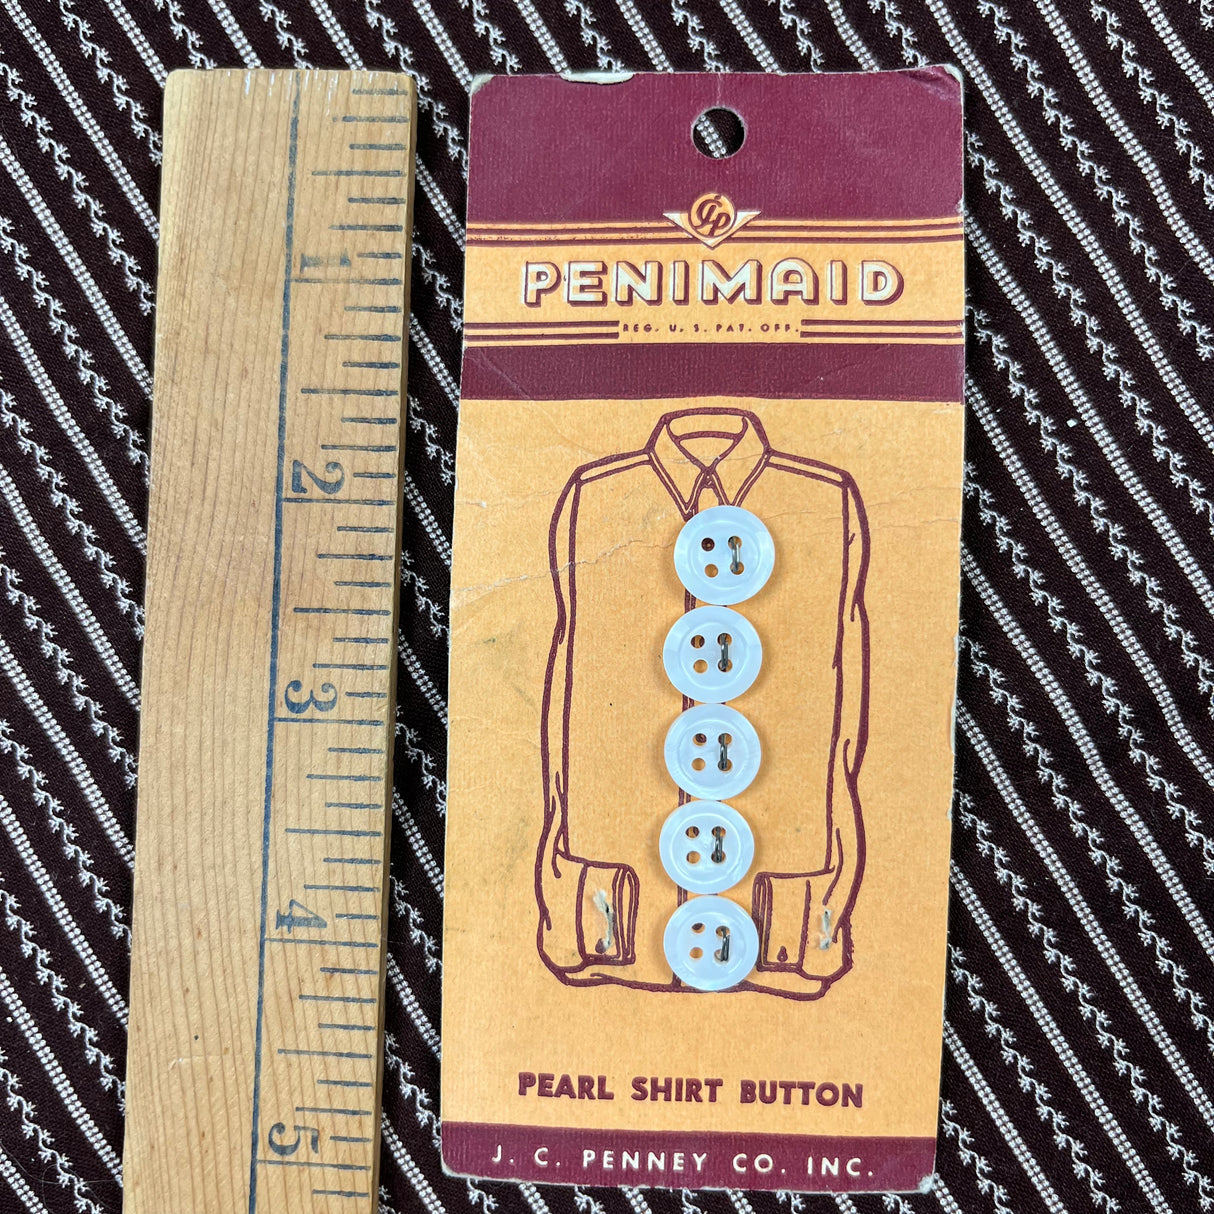 1
2
3
4
5
JCP
PENIMAID
REG. U. S. PAT. OFF.
PEARL SHIRT BUTTON
J. C. PENNEY CO. INC.